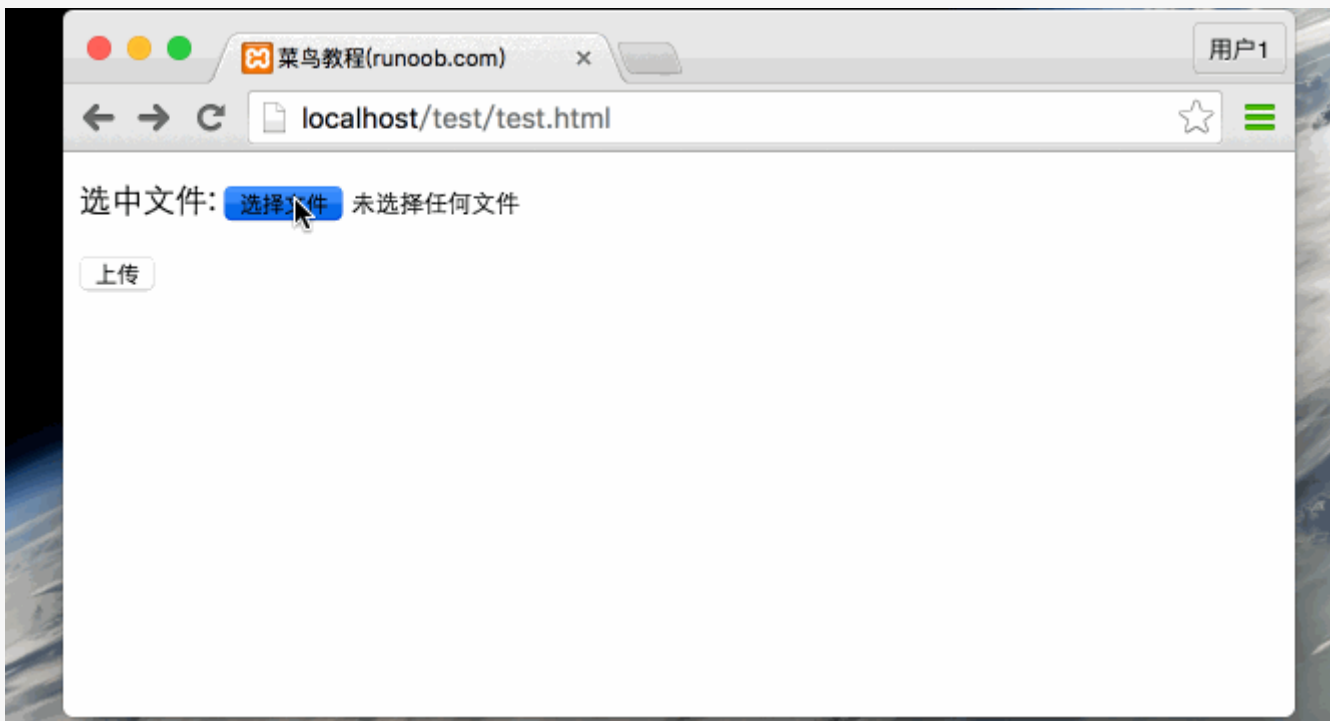 菜鸟教程(runoob.com)
用户1
localhost/test/test.html
选中文件: 选择文件 未选择任何文件
上传